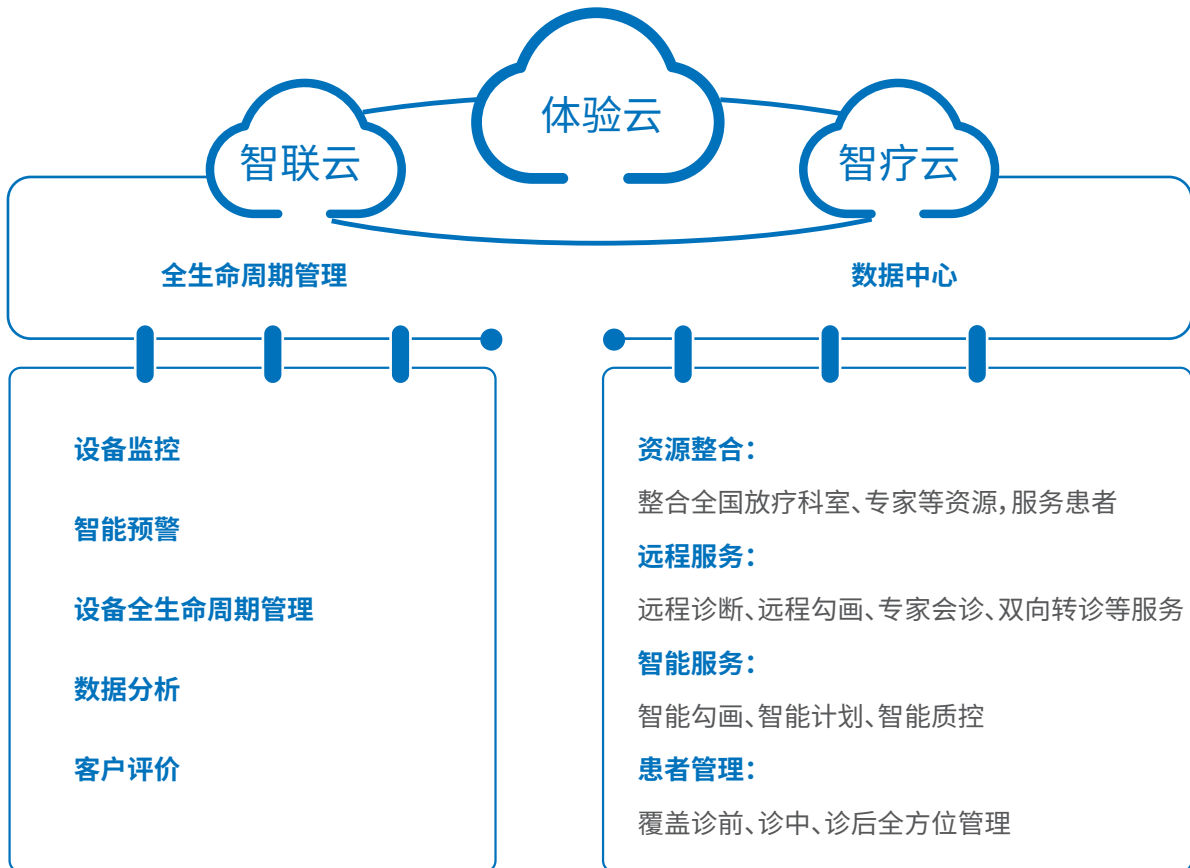 体验云
智联云
智疗云
全生命周期管理
数据中心
设备监控
智能预警
设备全生命周期管理
数据分析
客户评价
资源整合：
整合全国放疗科室、专家等资源，服务患者
远程服务：
远程诊断、远程勾画、专家会诊、双向转诊等服务
智能服务：
智能勾画、智能计划、智能质控
患者管理：
覆盖诊前、诊中、诊后全方位管理